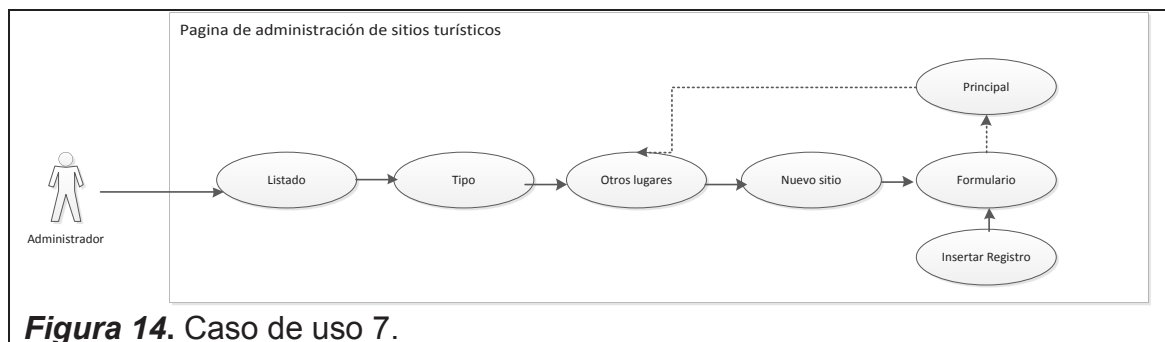 Pagina de administración de sitios turísticos
Principal
Listado
Tipo
Otros lugares
Nuevo sitio
Formulario
Administrador
Insertar Registro
Figura 14. Caso de uso 7.